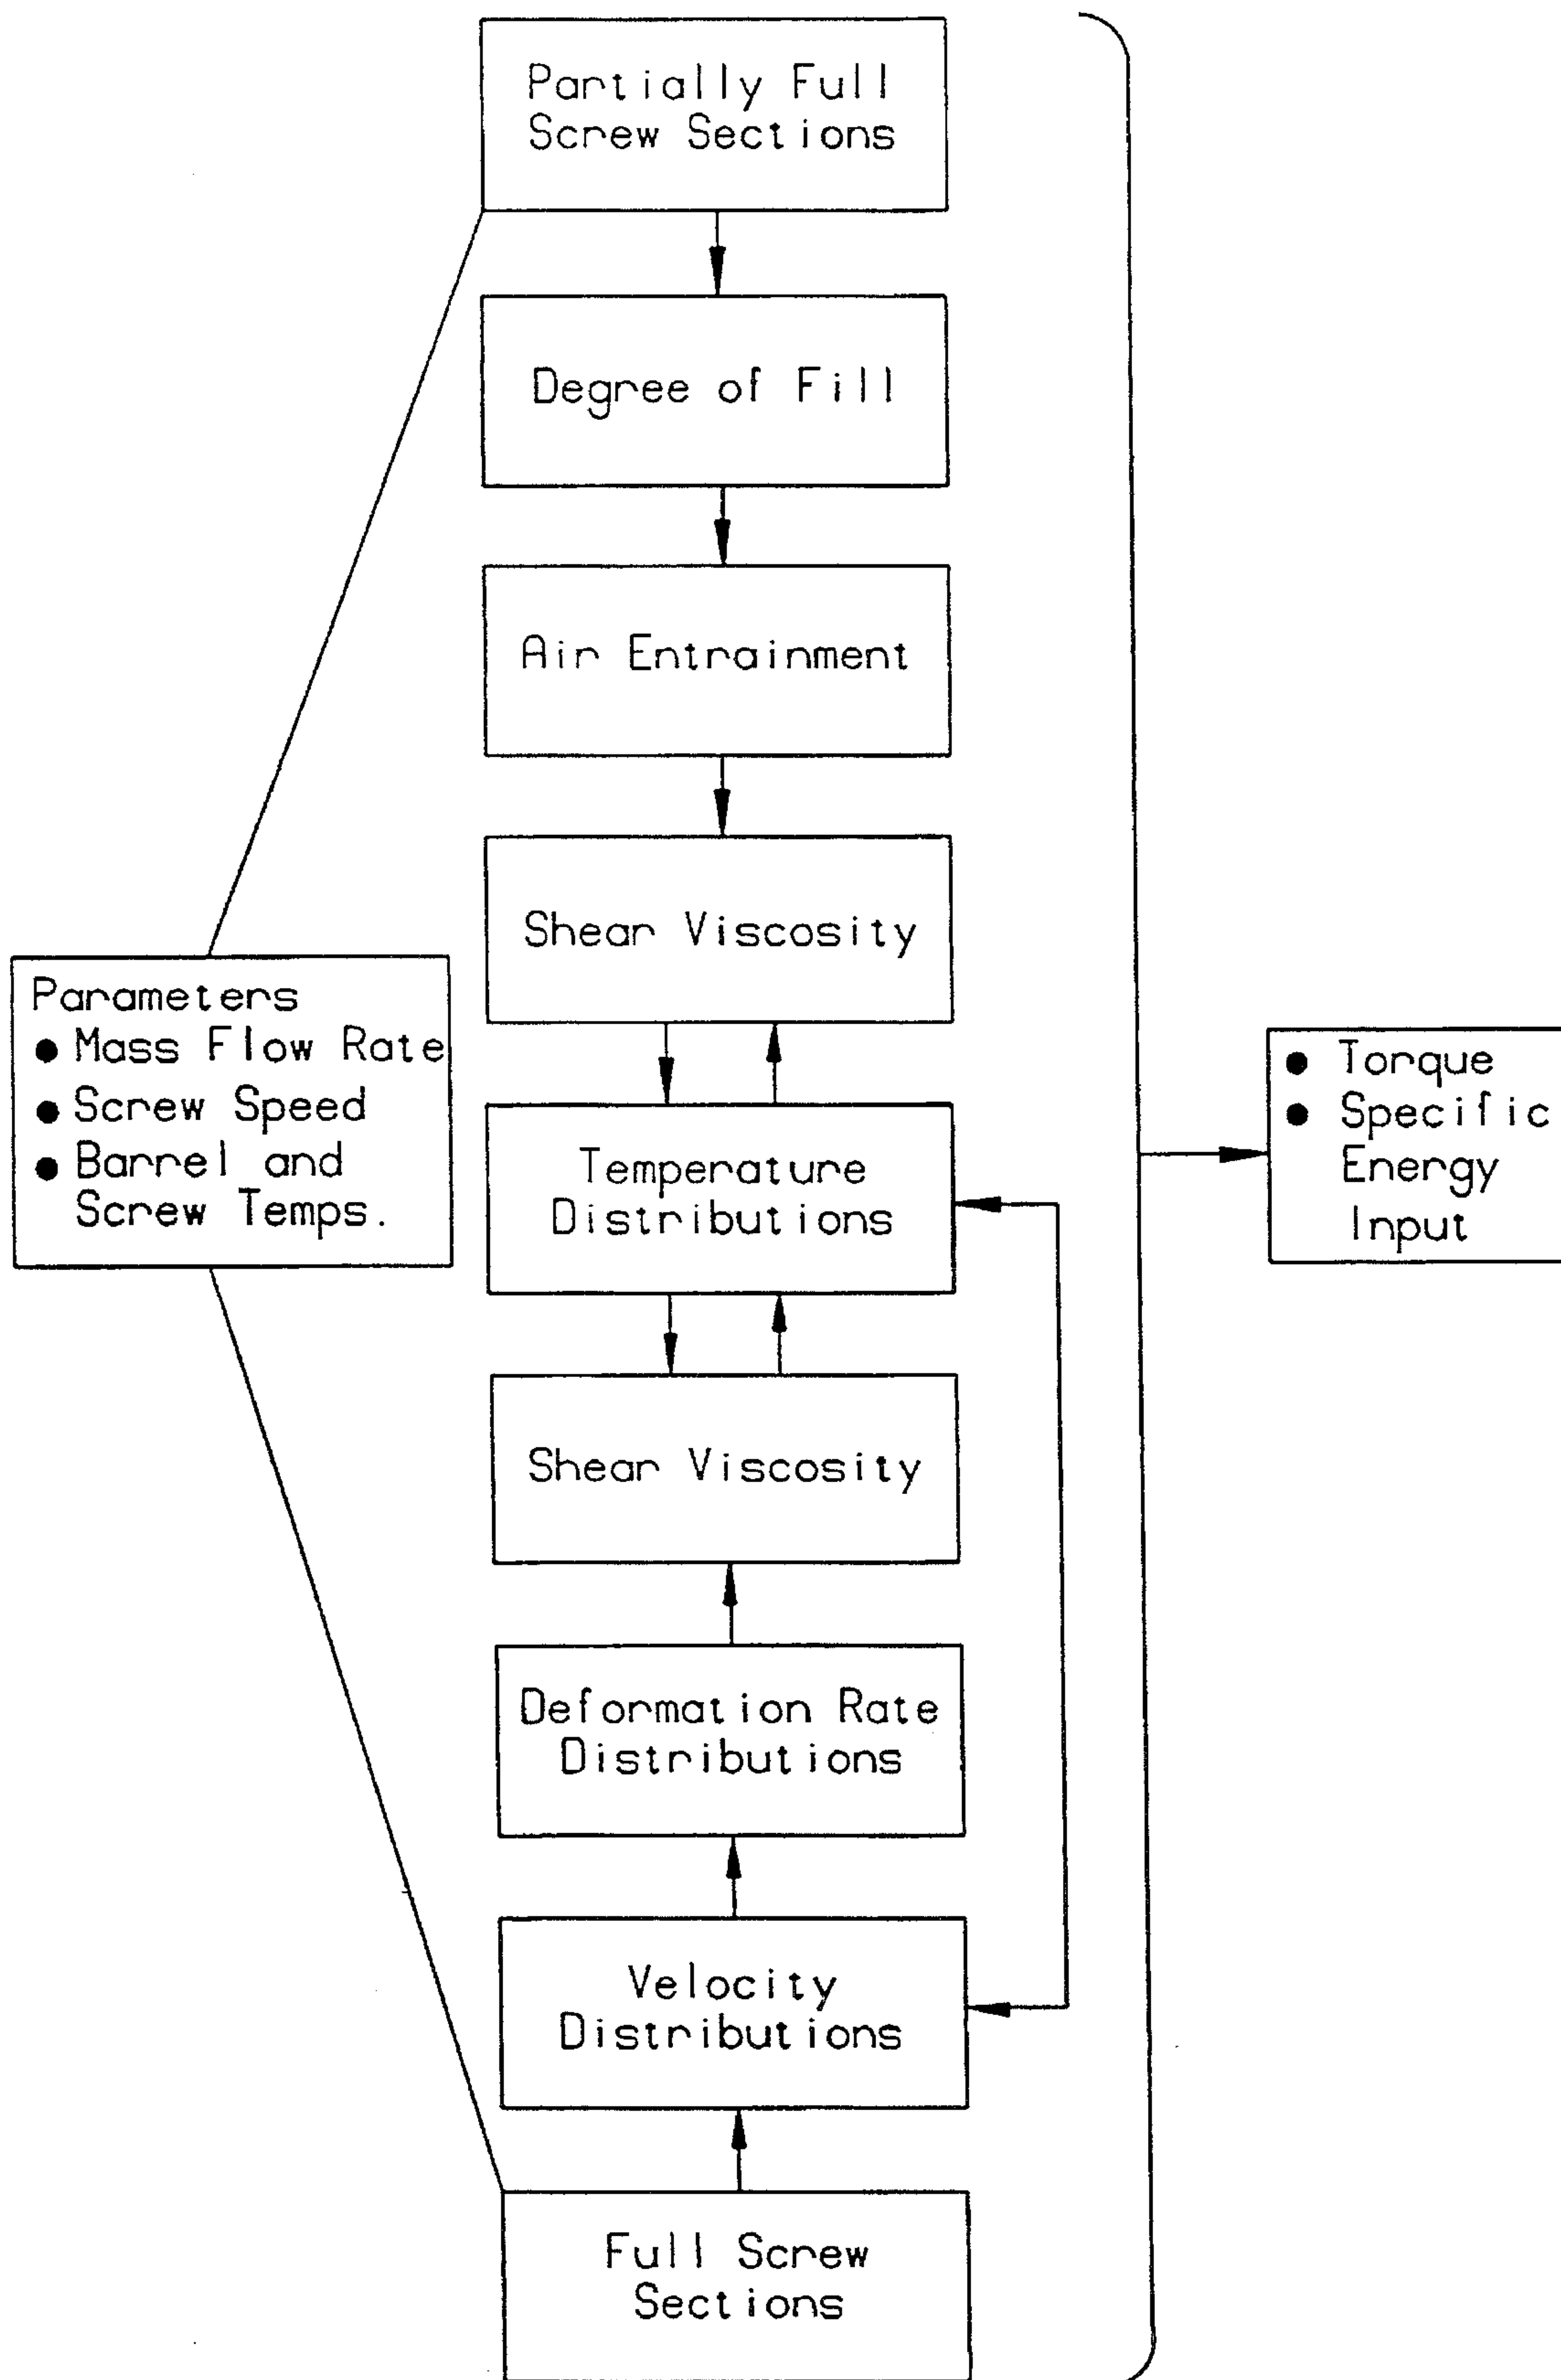 Partially Full
Screw Sections
Degree of Fill
Air Entrainment
Shear Viscosity
Parameters
● Mass Flow Rate
● Screw Speed
● Barrel and
Screw Temps.
Temperature
Distributions
● Torque
● Specific
Energy
Input
Shear Viscosity
Deformation Rate
Distributions
Velocity
Distributions
Full Screw
Sections